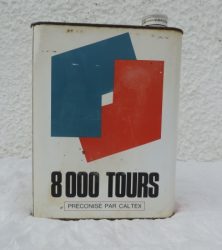 8 000 TOURS
PRECONISE PAR CALTEX